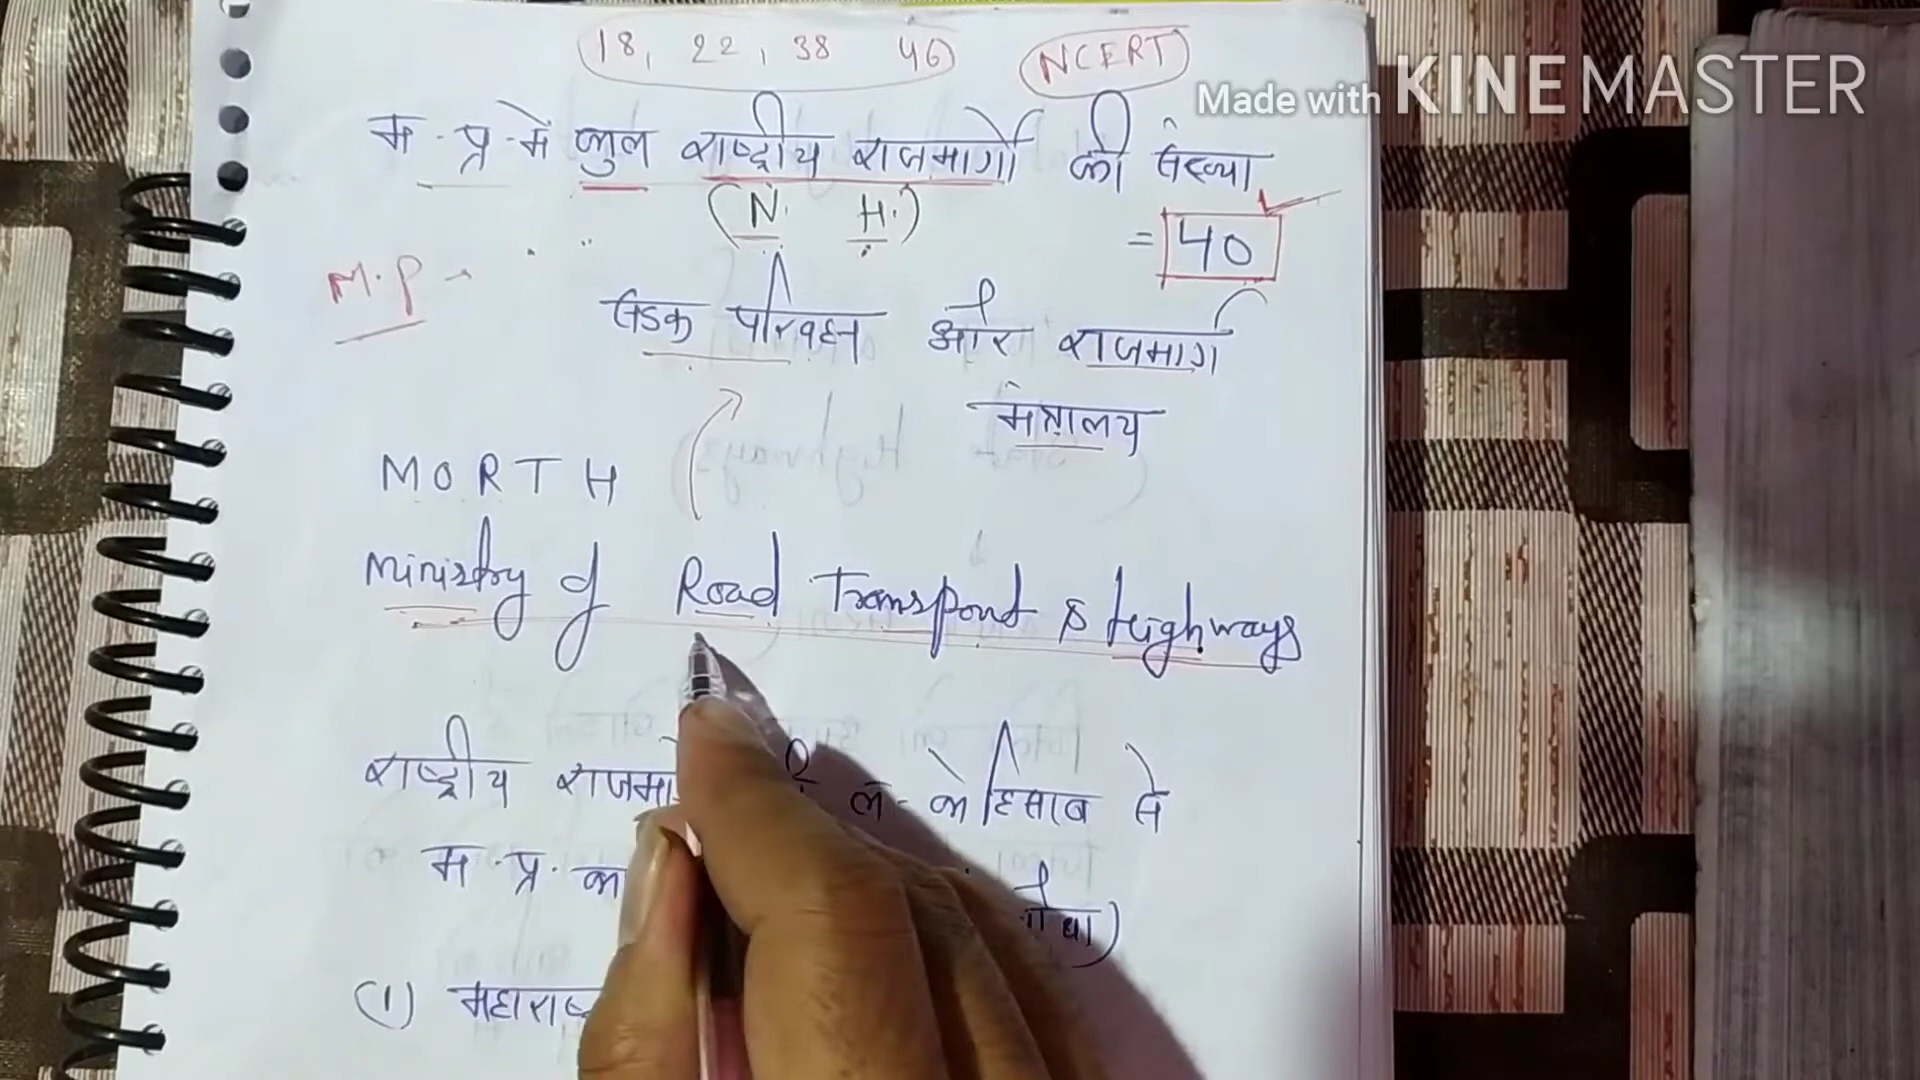 18, 22, 38 46 NCERT
Made with KINEMASTER
म.प्र.में कुल राष्ट्रीय राजमार्गो की संख्या
(N. H.)
= 40
M.P
सडक परिवहन और राजमार्ग
मंत्रालय
MORTH
Ministry of Road Transport & Highways
राष्ट्रीय राजमा लं. के हिसाब से
म.प्र. का
(1) महाराष्